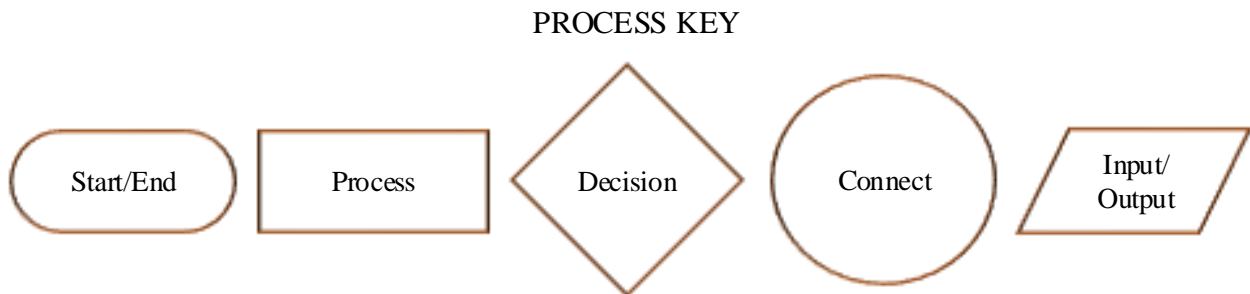 PROCESS KEY
Start/End
Process
Decision
Connect
Input/
Output